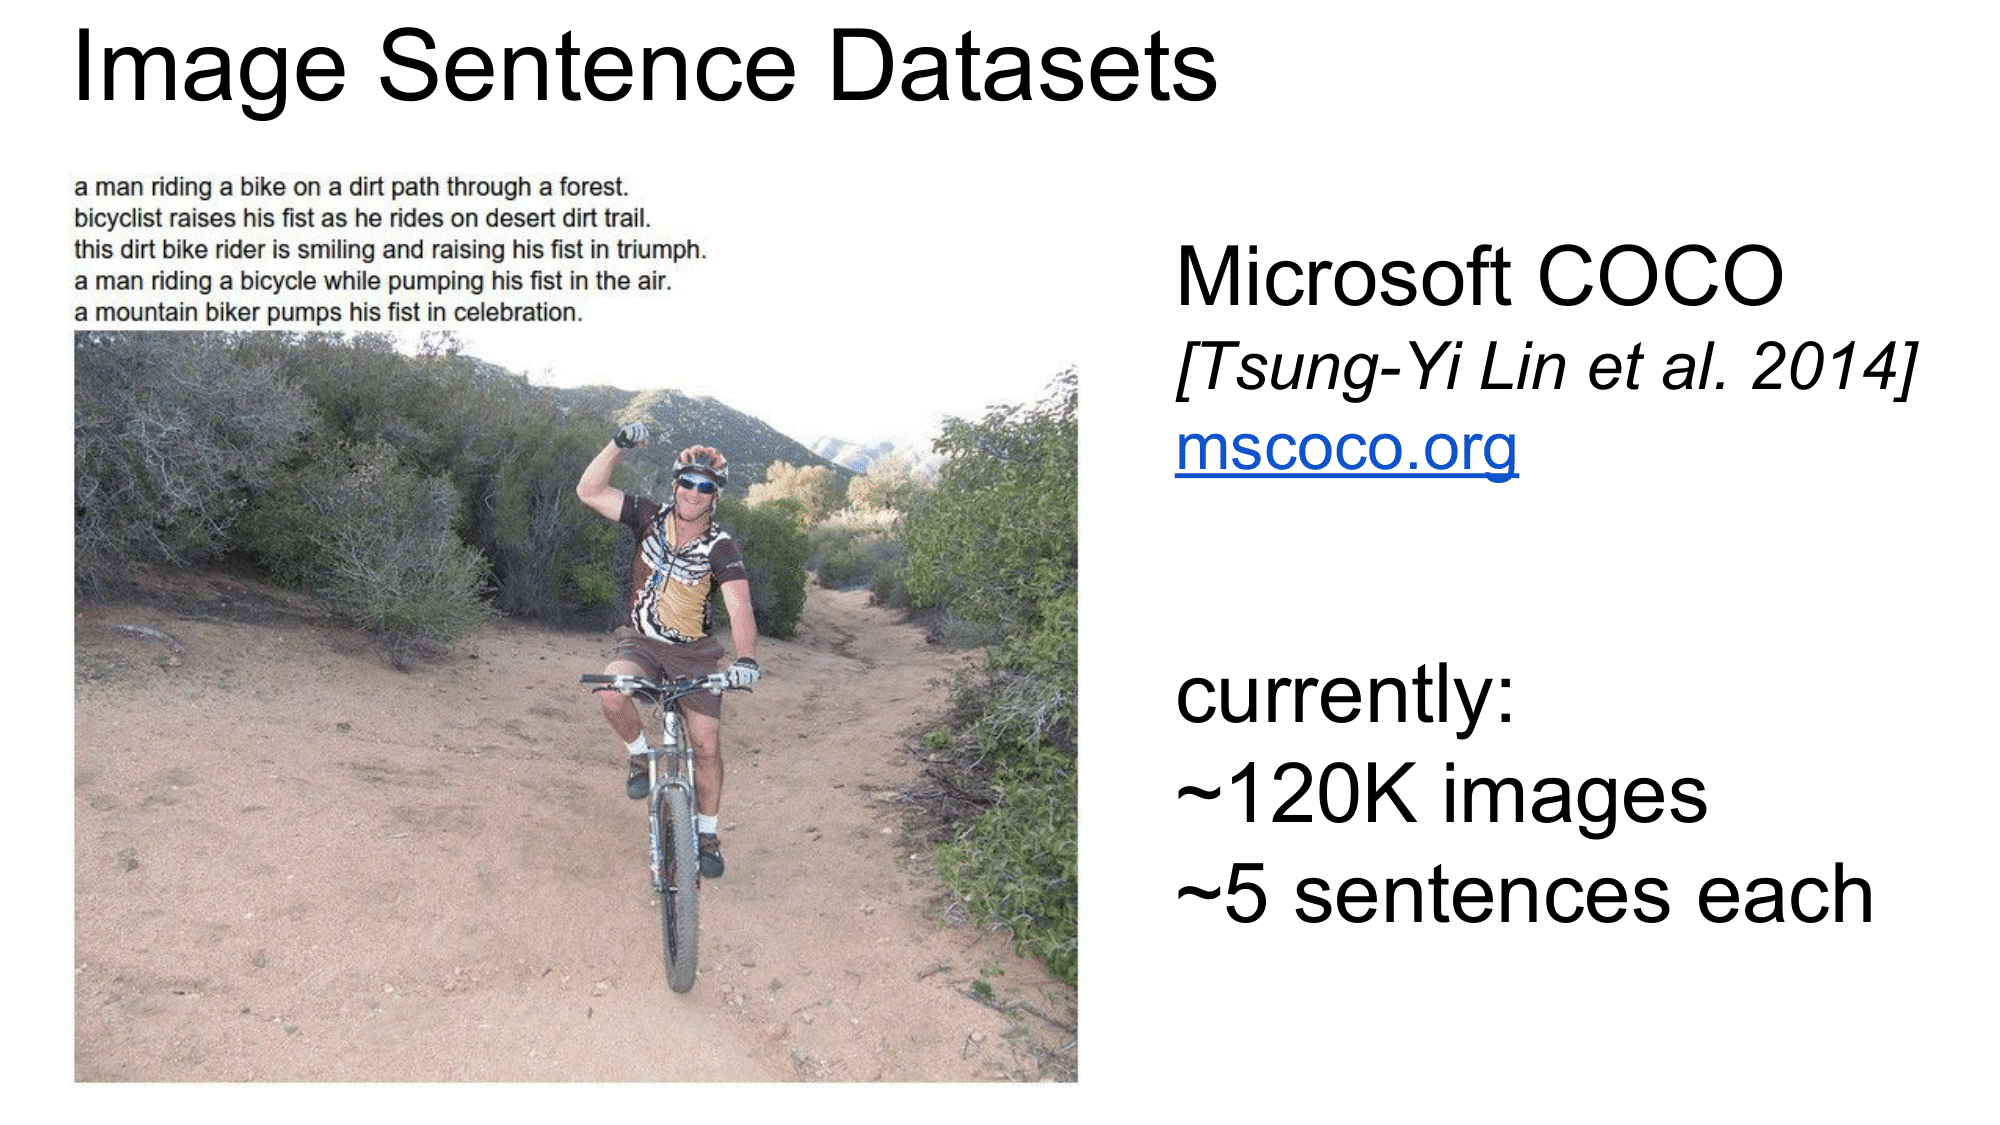 Image Sentence Datasets
a man riding a bike on a dirt path through a forest.
bicyclist raises his fist as he rides on desert dirt trail.
this dirt bike rider is smiling and raising his fist in triumph.
a man riding a bicycle while pumping his fist in the air.
a mountain biker pumps his fist in celebration.
Microsoft COCO
[Tsung-Yi Lin et al. 2014]
mscoco.org
currently:
~120K images
~5 sentences each